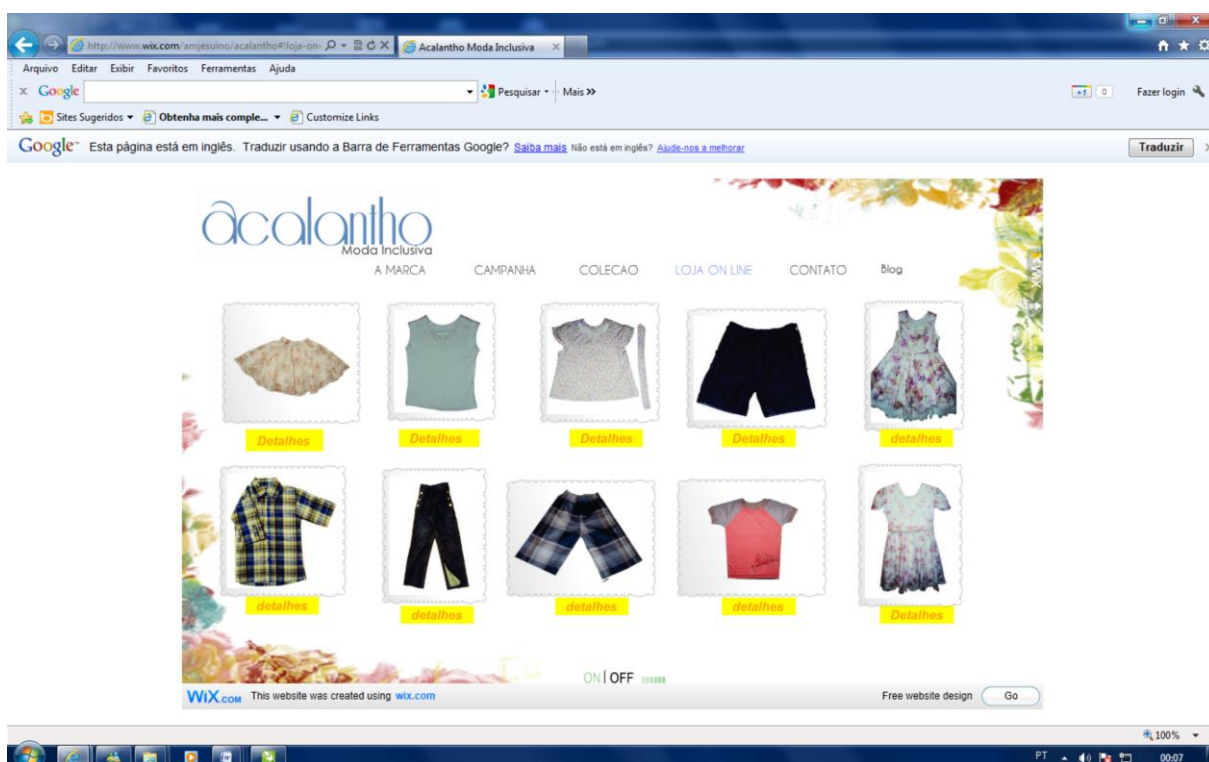 http://www.wix.com/amjesuino/acalantho#!loja-on-
Acalantho Moda Inclusiva
Arquivo Editar Exibir Favoritos Ferramentas Ajuda
x Google Pesquisar Mais >> +1 0 Fazer login
Sites Sugeridos Obtenha mais comple... Customize Links
Google Esta página está em inglês. Traduzir usando a Barra de Ferramentas Google? Saiba mais Não está em inglês? Ajude-nos a melhorar Traduzir
acalantho
Moda Inclusiva
A MARCA CAMPANHA COLECAO LOJA ON LINE CONTATO Blog
Detalhes Detalhes Detalhes Detalhes detalhes
detalhes detalhes detalhes detalhes Detalhes
ON|OFF
WiX.COM This website was created using wix.com Free website design Go
100%
PT 00:07